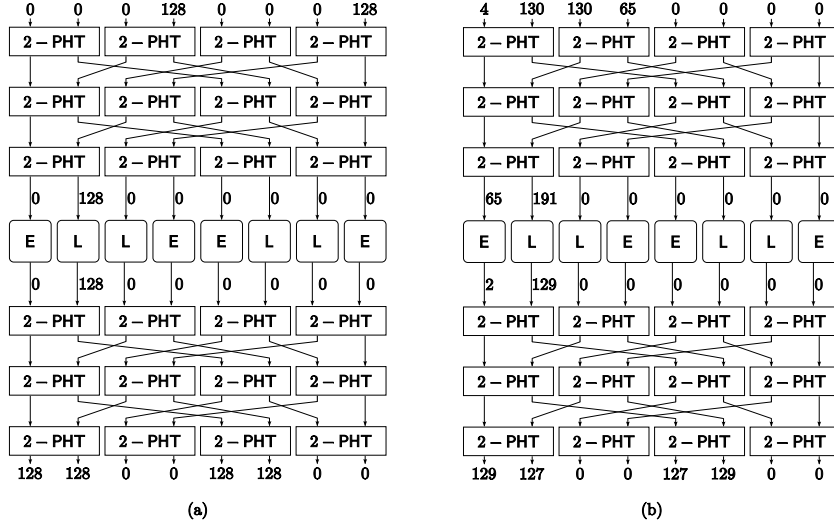 0 0 0 128 0 0 0 128
2 – PHT 2 – PHT 2 – PHT 2 – PHT
2 – PHT 2 – PHT 2 – PHT 2 – PHT
2 – PHT 2 – PHT 2 – PHT 2 – PHT
0 128 0 0 0 0 0 0
E L L E E L L E
0 128 0 0 0 0 0 0
2 – PHT 2 – PHT 2 – PHT 2 – PHT
2 – PHT 2 – PHT 2 – PHT 2 – PHT
2 – PHT 2 – PHT 2 – PHT 2 – PHT
128 128 0 0 128 128 0 0
(a)
4 130 130 65 0 0 0 0
2 – PHT 2 – PHT 2 – PHT 2 – PHT
2 – PHT 2 – PHT 2 – PHT 2 – PHT
2 – PHT 2 – PHT 2 – PHT 2 – PHT
65 191 0 0 0 0 0 0
E L L E E L L E
2 129 0 0 0 0 0 0
2 – PHT 2 – PHT 2 – PHT 2 – PHT
2 – PHT 2 – PHT 2 – PHT 2 – PHT
2 – PHT 2 – PHT 2 – PHT 2 – PHT
129 127 0 0 127 129 0 0
(b)